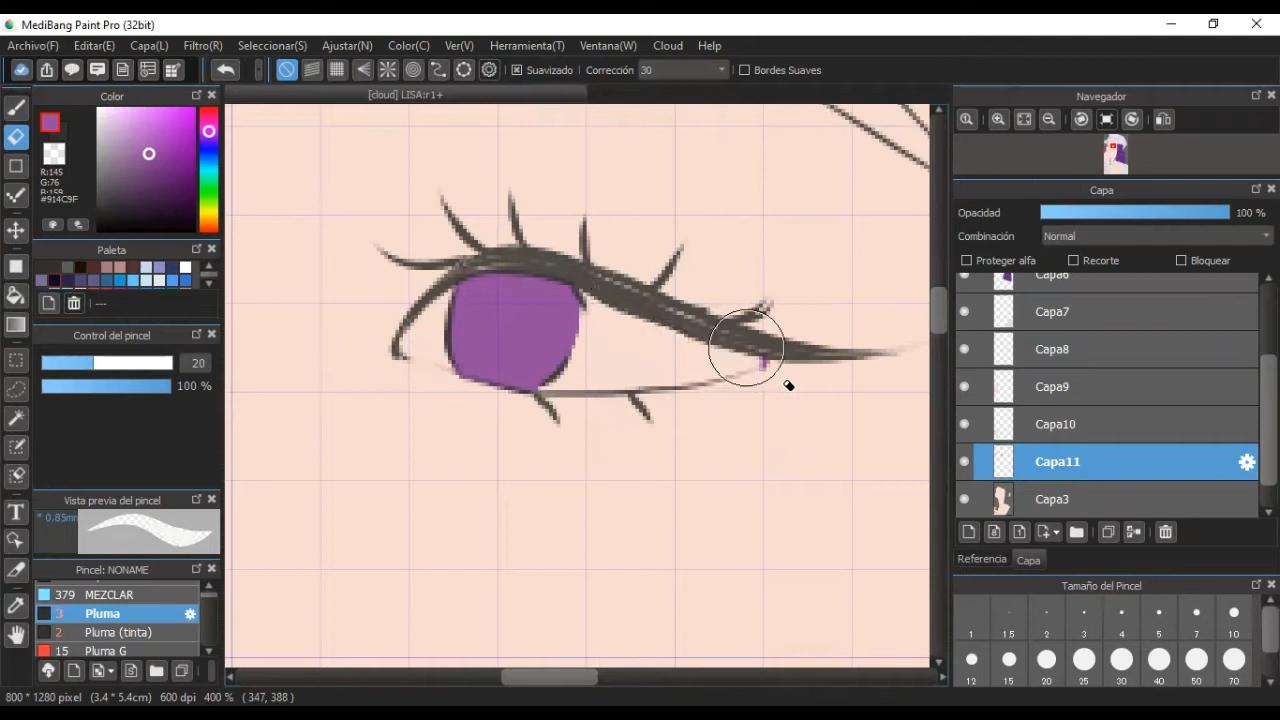 MediBang Paint Pro (32bit)
Archivo(F) Editar(E) Capa(L) Filtro(R) Seleccionar(S) Ajustar(N) Color(C) Ver(V) Herramienta(T) Ventana(W) Cloud Help
Suavizado Corrección 30 Bordes Suaves
Color
[cloud] LISA:r1+
Navegador
R:145
G:76
B:159
#914C9F
Capa
Opacidad 100 %
Combinación Normal
Paleta
Proteger alfa Recorte Bloquear
---
Capa6
Capa7
Control del pincel
20
100 %
Capa8
Capa9
Capa10
Capa11
Vista previa del pincel
* 0.85mm
Capa3
Referencia Capa
Pincel: NONAME
379 MEZCLAR
3 Pluma
2 Pluma (tinta)
15 Pluma G
Tamaño del Pincel
1 1.5 2 3 4 5 7 10
12 15 20 25 30 40 50 70
800 * 1280 pixel (3.4 * 5.4cm) 600 dpi 400 % ( 347, 388 )